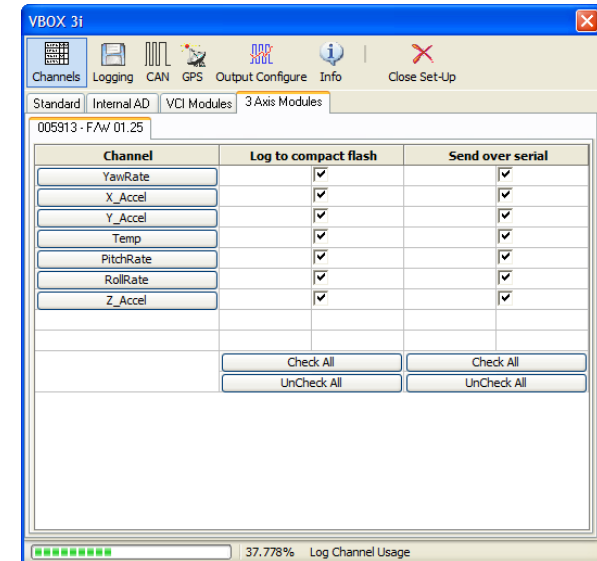 VBOX 3i
Channels Logging CAN GPS Output Configure Info Close Set-Up
Standard Internal AD VCI Modules 3 Axis Modules
005913 - F/W 01.25
Channel Log to compact flash Send over serial
YawRate
X_Accel
Y_Accel
Temp
PitchRate
RollRate
Z_Accel
Check All Check All
UnCheck All UnCheck All
37.778% Log Channel Usage